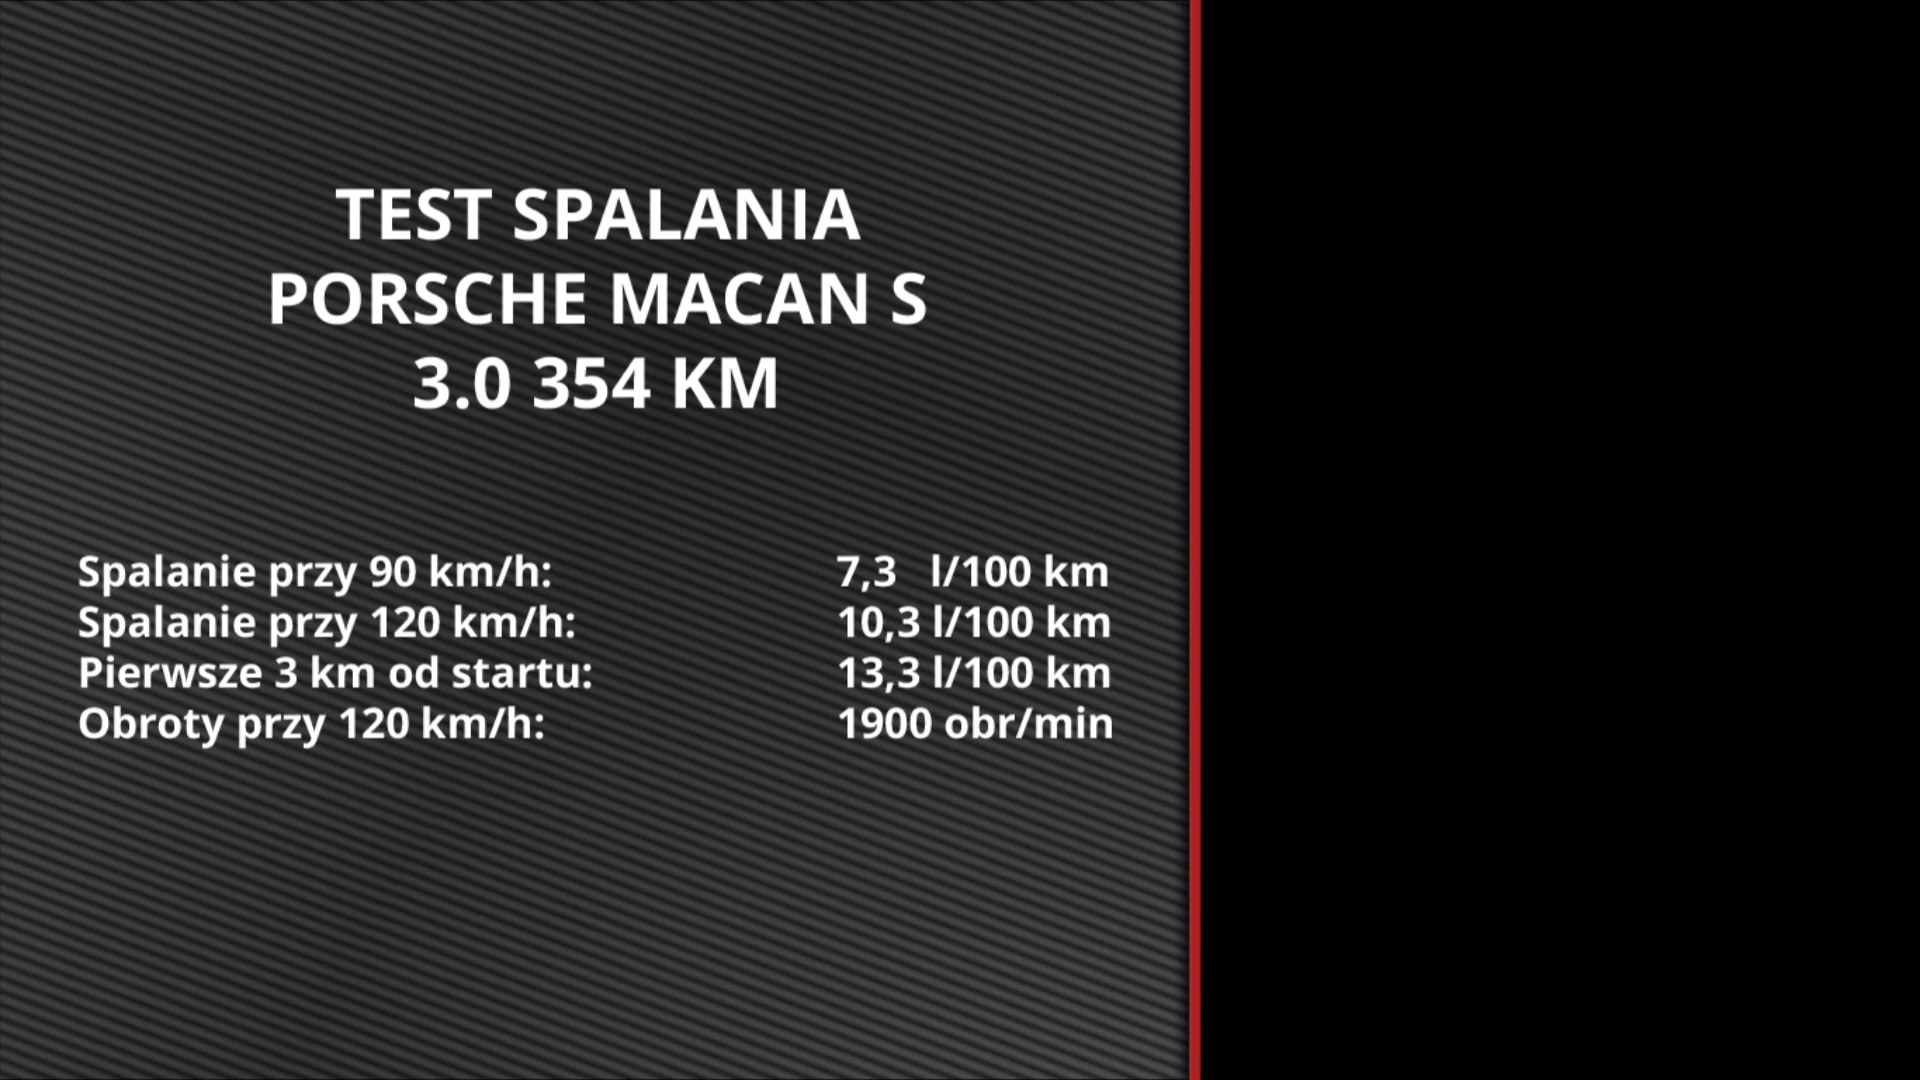 TEST SPALANIA
PORSCHE MACAN S
3.0 354 KM
Spalanie przy 90 km/h: 7,3 l/100 km
Spalanie przy 120 km/h: 10,3 l/100 km
Pierwsze 3 km od startu: 13,3 l/100 km
Obroty przy 120 km/h: 1900 obr/min